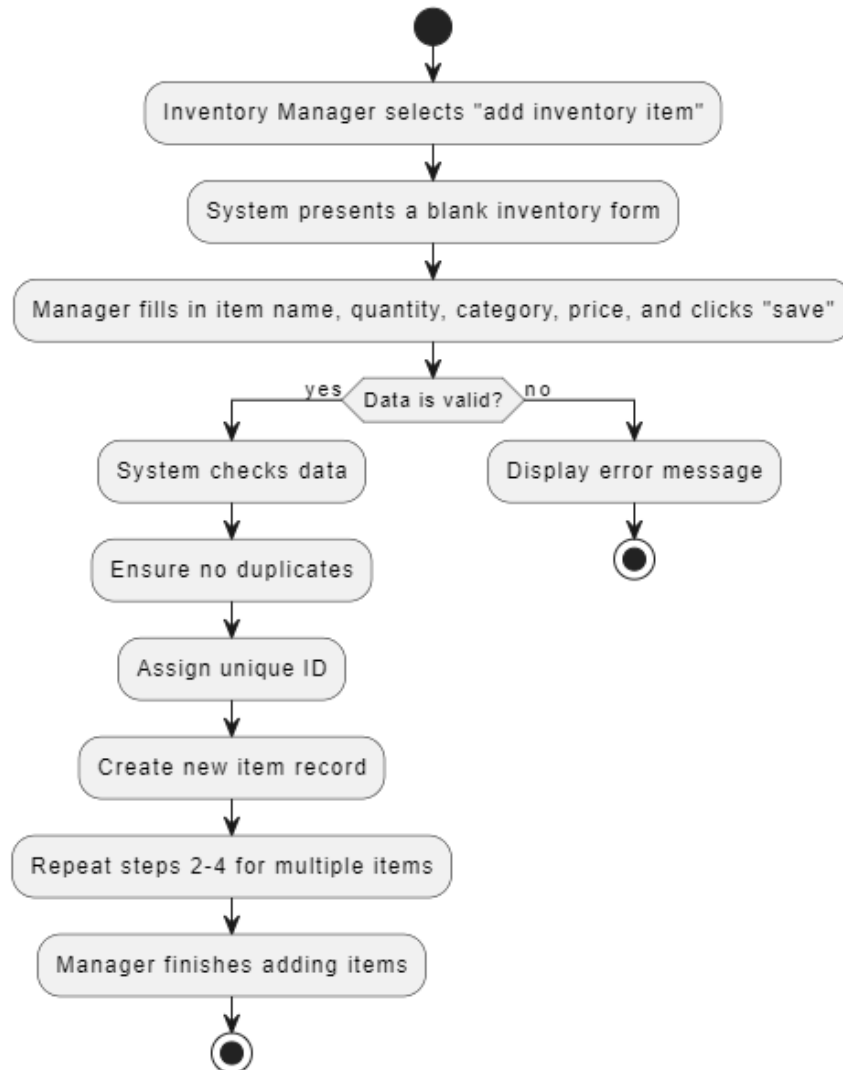 Inventory Manager selects "add inventory item"
System presents a blank inventory form
Manager fills in item name, quantity, category, price, and clicks "save"
yes
Data is valid?
no
System checks data
Display error message
Ensure no duplicates
Assign unique ID
Create new item record
Repeat steps 2-4 for multiple items
Manager finishes adding items